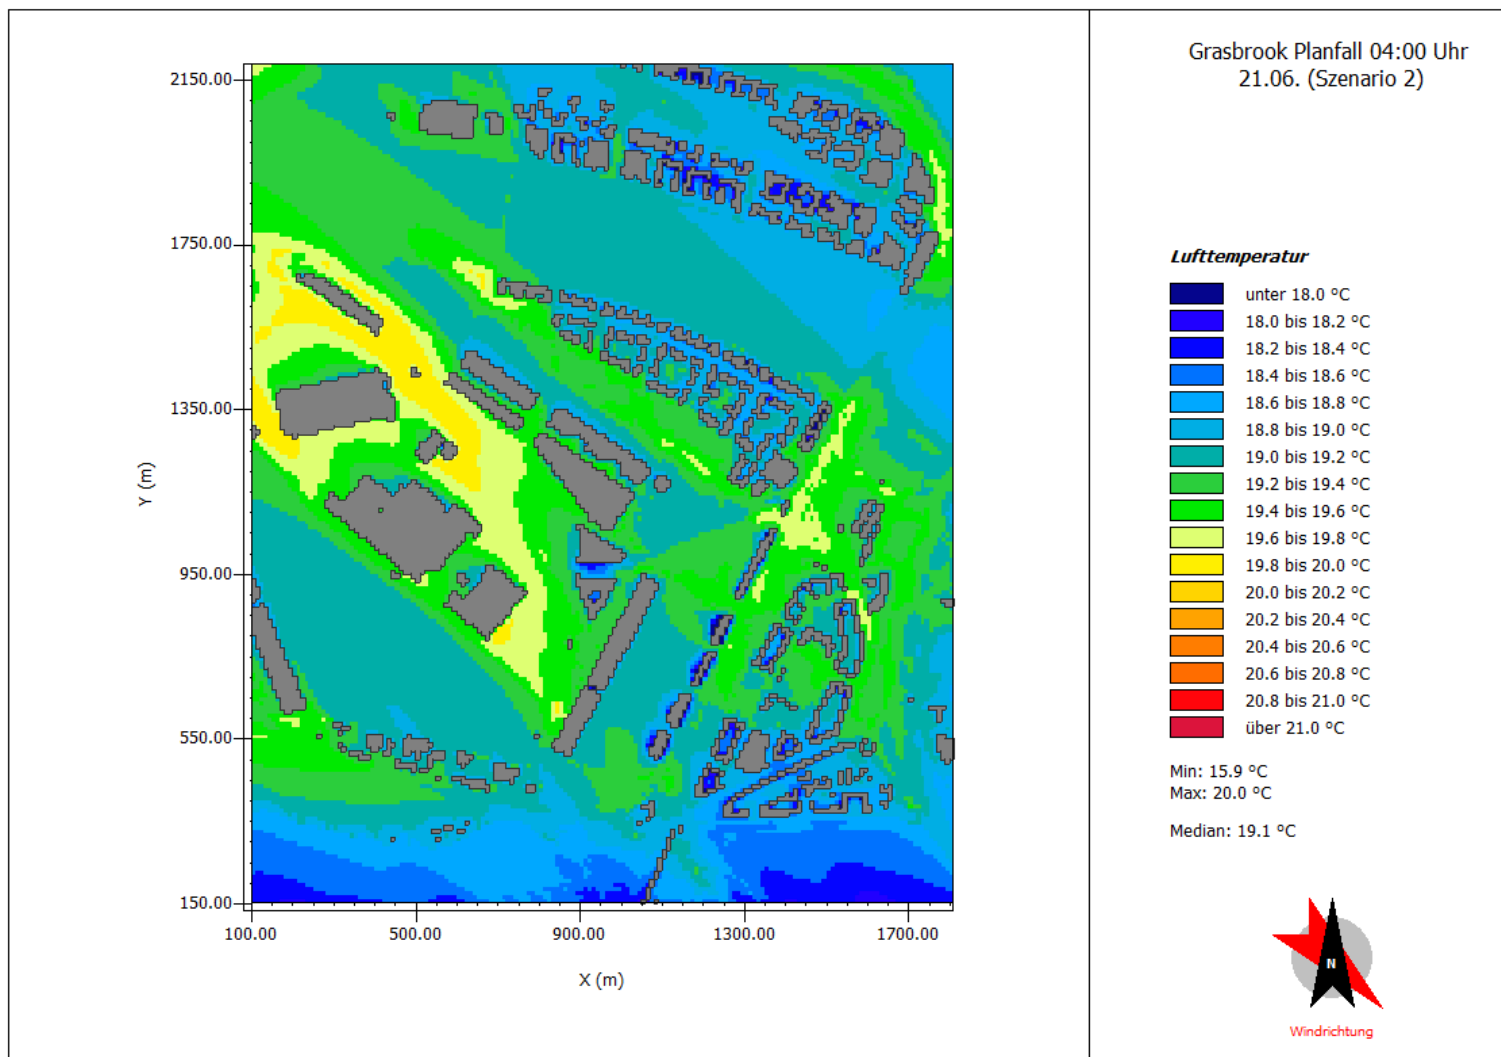 Grasbrook Planfall 04:00 Uhr
21.06. (Szenario 2)
2150.00
1750.00
1350.00
950.00
550.00
150.00
Y (m)
100.00 500.00 900.00 1300.00 1700.00
X (m)
Lufttemperatur
unter 18.0 °C
18.0 bis 18.2 °C
18.2 bis 18.4 °C
18.4 bis 18.6 °C
18.6 bis 18.8 °C
18.8 bis 19.0 °C
19.0 bis 19.2 °C
19.2 bis 19.4 °C
19.4 bis 19.6 °C
19.6 bis 19.8 °C
19.8 bis 20.0 °C
20.0 bis 20.2 °C
20.2 bis 20.4 °C
20.4 bis 20.6 °C
20.6 bis 20.8 °C
20.8 bis 21.0 °C
über 21.0 °C
Min: 15.9 °C
Max: 20.0 °C
Median: 19.1 °C
N
Windrichtung